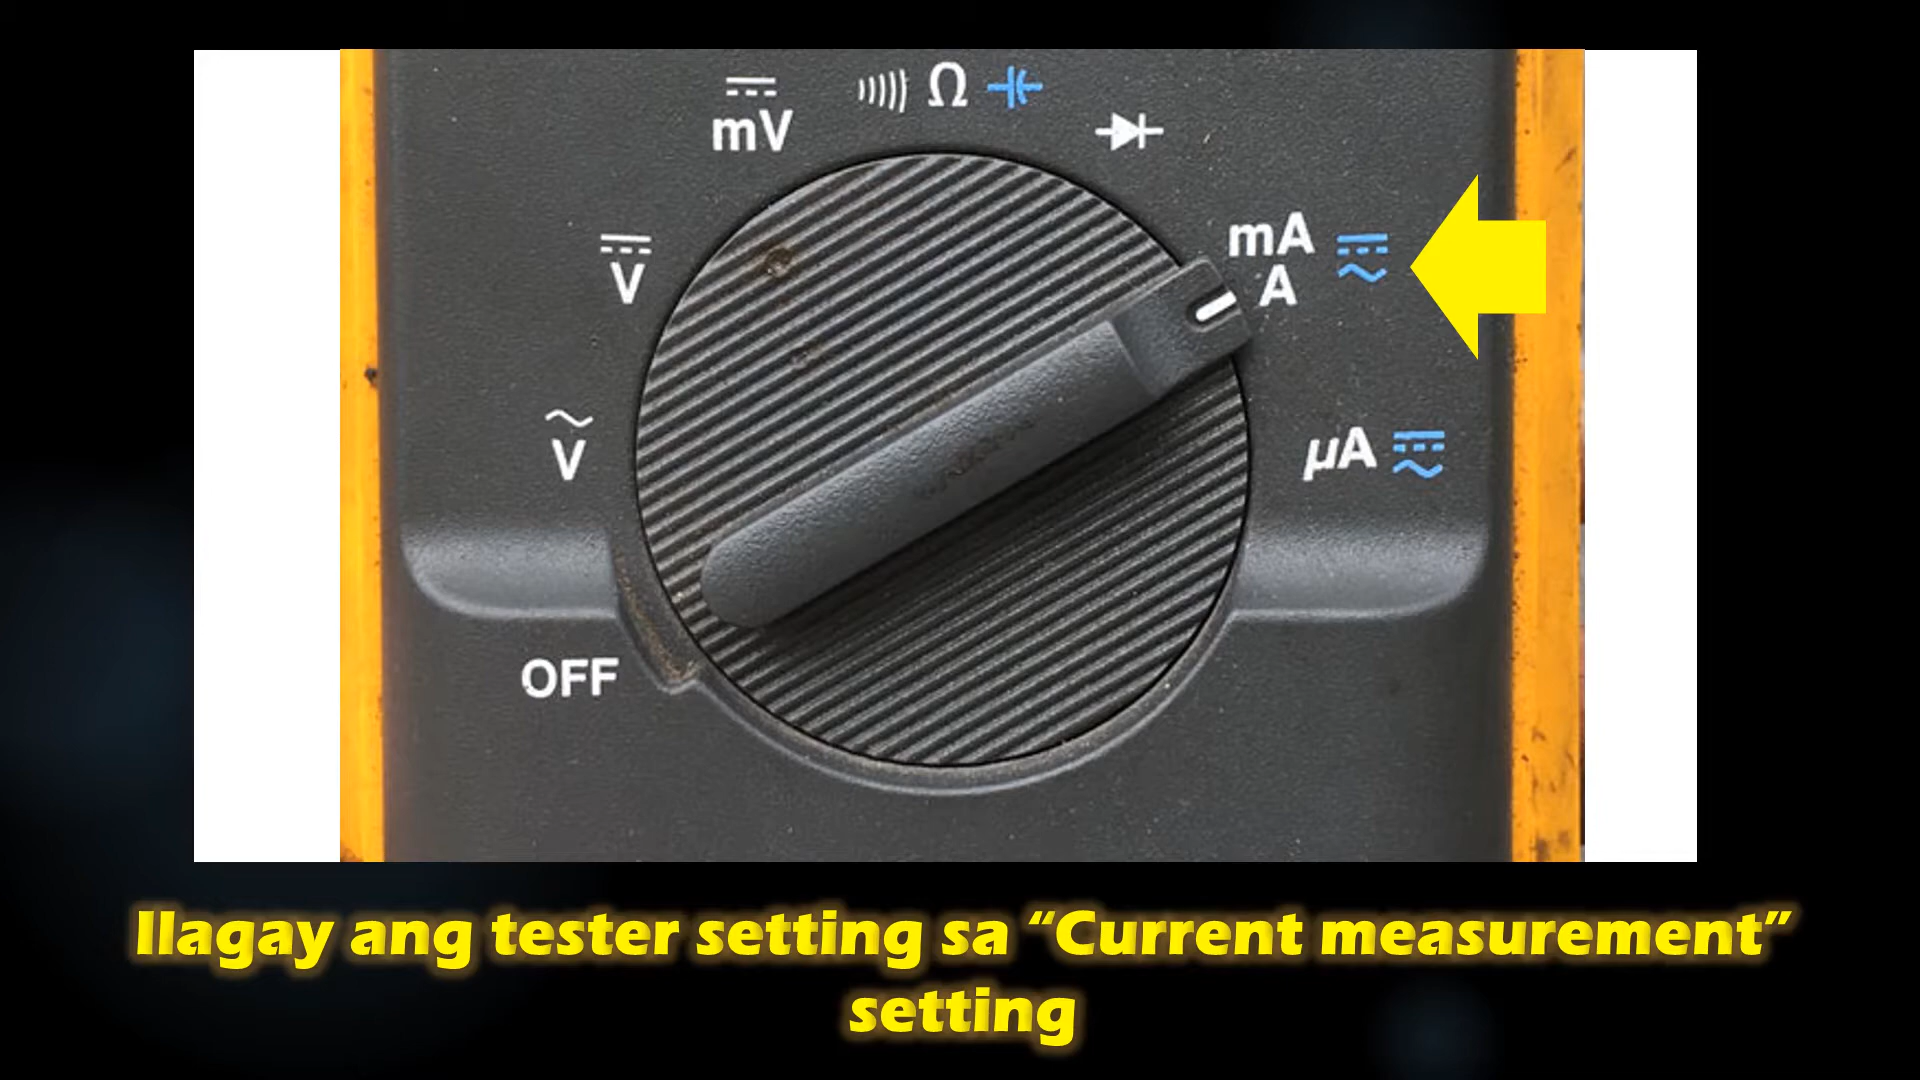 mV
Ω
V
mA
A
V
µA
OFF
Ilagay ang tester setting sa “Current measurement”
setting